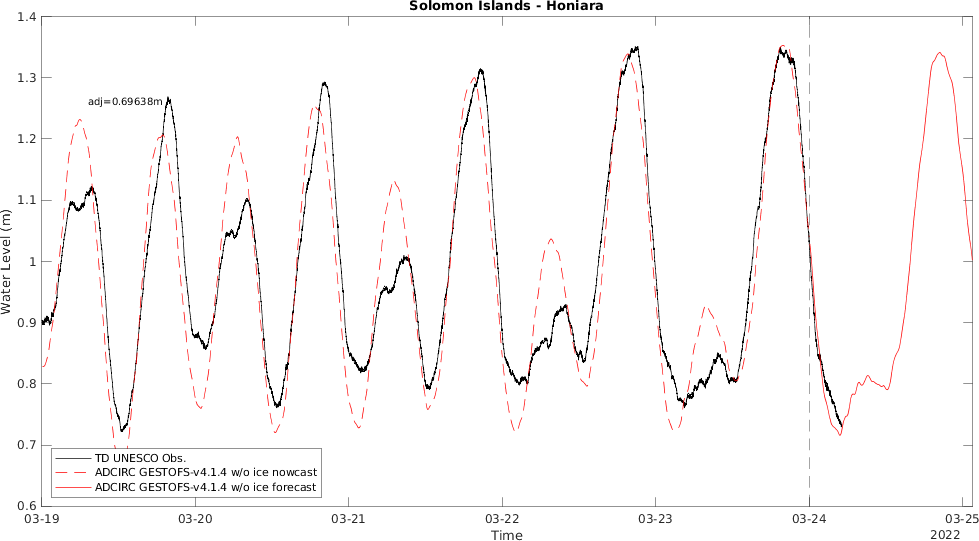 Solomon Islands - Honiara
1.4
1.3
1.2
1.1
1
0.9
0.8
0.7
0.6
Water Level (m)
adj=0.69638m
TD UNESCO Obs.
ADCIRC GESTOFS-v4.1.4 w/o ice nowcast
ADCIRC GESTOFS-v4.1.4 w/o ice forecast
03-19 03-20 03-21 03-22 03-23 03-24 03-25
Time
2022